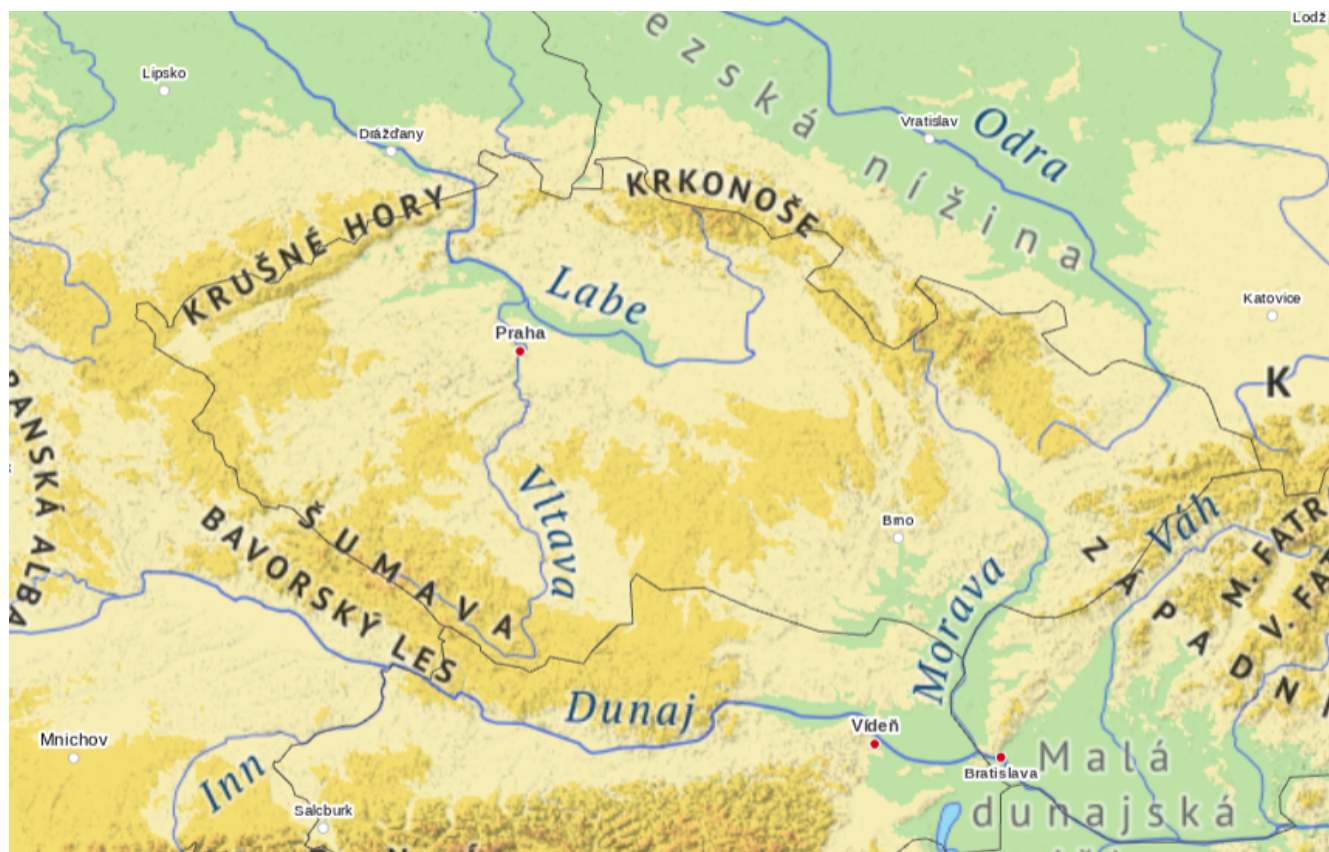 Lodž
Lipsko
Drážďany
ezská nížina
Vratislav
Odra
KRKONOŠE
KRUŠNÉ HORY
Labe
Katovice
Praha
K
ANSKÁ ALBA
Vltava
Brno
Váh
M. FATR
V. FAT
ZÁPADNÍ
ŠUMAVA
BAVORSKÝ LES
Morava
Dunaj
Vídeň
Mnichov
Inn
Salcburk
Bratislava
Malá
dunajská